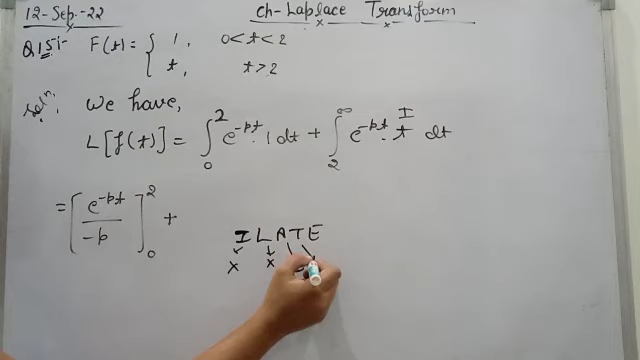 12-Sep-22 Ch-Laplace Transform
Q15:- F(t) = { 1, 0<t<2
t, t>2
Solⁿ: We have,
L[f(t)] = ∫₀² e^{-pt}.1 dt + ∫₂^∞ e^{-pt}.t dt
I
= [e^{-pt}/-p]₀² +
ILATE
x x